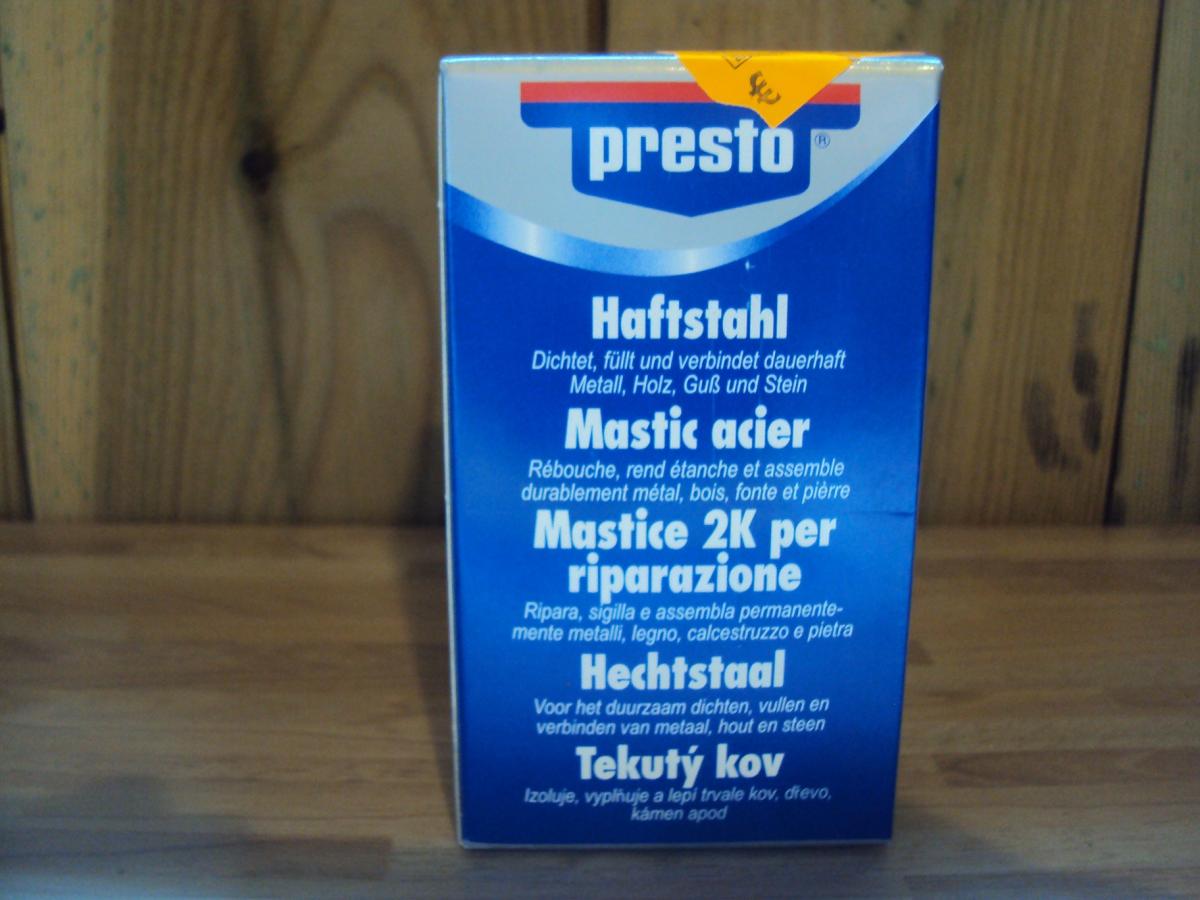 presto®
Haftstahl
Dichtet, füllt und verbindet dauerhaft
Metall, Holz, Guß und Stein
Mastic acier
Rébouche, rend étanche et assemble
durablement métal, bois, fonte et pièrre
Mastice 2K per
riparazione
Ripara, sigilla e assembla permanente-
mente metalli, legno, calcestruzzo e pietra
Hechtstaal
Voor het duurzaam dichten, vullen en
verbinden van metaal, hout en steen
Tekutý kov
Izoluje, vyplňuje a lepí trvale kov, dřevo,
kámen apod